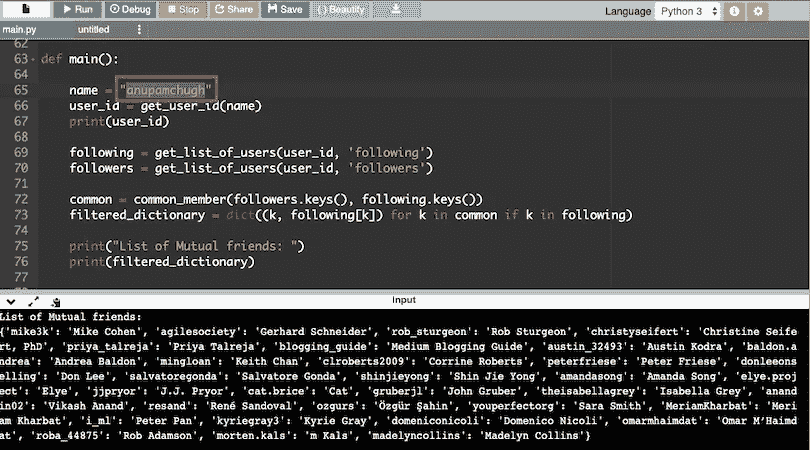 Run Debug Stop Share Save { } Beautify Language Python 3
main.py untitled
62
63 def main():
64
65 name = "anupamchugh"
66 user_id = get_user_id(name)
67 print(user_id)
68
69 following = get_list_of_users(user_id, 'following')
70 followers = get_list_of_users(user_id, 'followers')
71
72 common = common_member(followers.keys(), following.keys())
73 filtered_dictionary = dict((k, following[k]) for k in common if k in following)
74
75 print("List of Mutual friends: ")
76 print(filtered_dictionary)
77
input
List of Mutual friends:
{'mike3k': 'Mike Cohen', 'agilesociety': 'Gerhard Schneider', 'rob_sturgeon': 'Rob Sturgeon', 'christyseifert': 'Christine Seife
rt, PhD', 'priya_talreja': 'Priya Talreja', 'blogging_guide': 'Medium Blogging Guide', 'austin_32493': 'Austin Kodra', 'baldon.a
ndrea': 'Andrea Baldon', 'mingloan': 'Keith Chan', 'clroberts2009': 'Corrine Roberts', 'peterfriese': 'Peter Friese', 'donleeons
elling': 'Don Lee', 'salvatoregonda': 'Salvatore Gonda', 'shinjieyong': 'Shin Jie Yong', 'amandasong': 'Amanda Song', 'elye.proj
ect': 'Elye', 'jjpryor': 'J.J. Pryor', 'cat.brice': 'Cat', 'gruberjl': 'John Gruber', 'theisabellagrey': 'Isabella Grey', 'anand
in02': 'Vikash Anand', 'resand': 'René Sandoval', 'ozgurs': 'Özgür Şahin', 'youperfectorg': 'Sara Smith', 'MeriamKharbat': 'Meri
am Kharbat', 'i_ml': 'Peter Pan', 'kyriegray3': 'Kyrie Gray', 'domeniconicoli': 'Domenico Nicoli', 'omarmhaimdat': 'Omar M'Haimd
at', 'roba_44875': 'Rob Adamson', 'morten.kals': 'm Kals', 'madelyncollins': 'Madelyn Collins'}